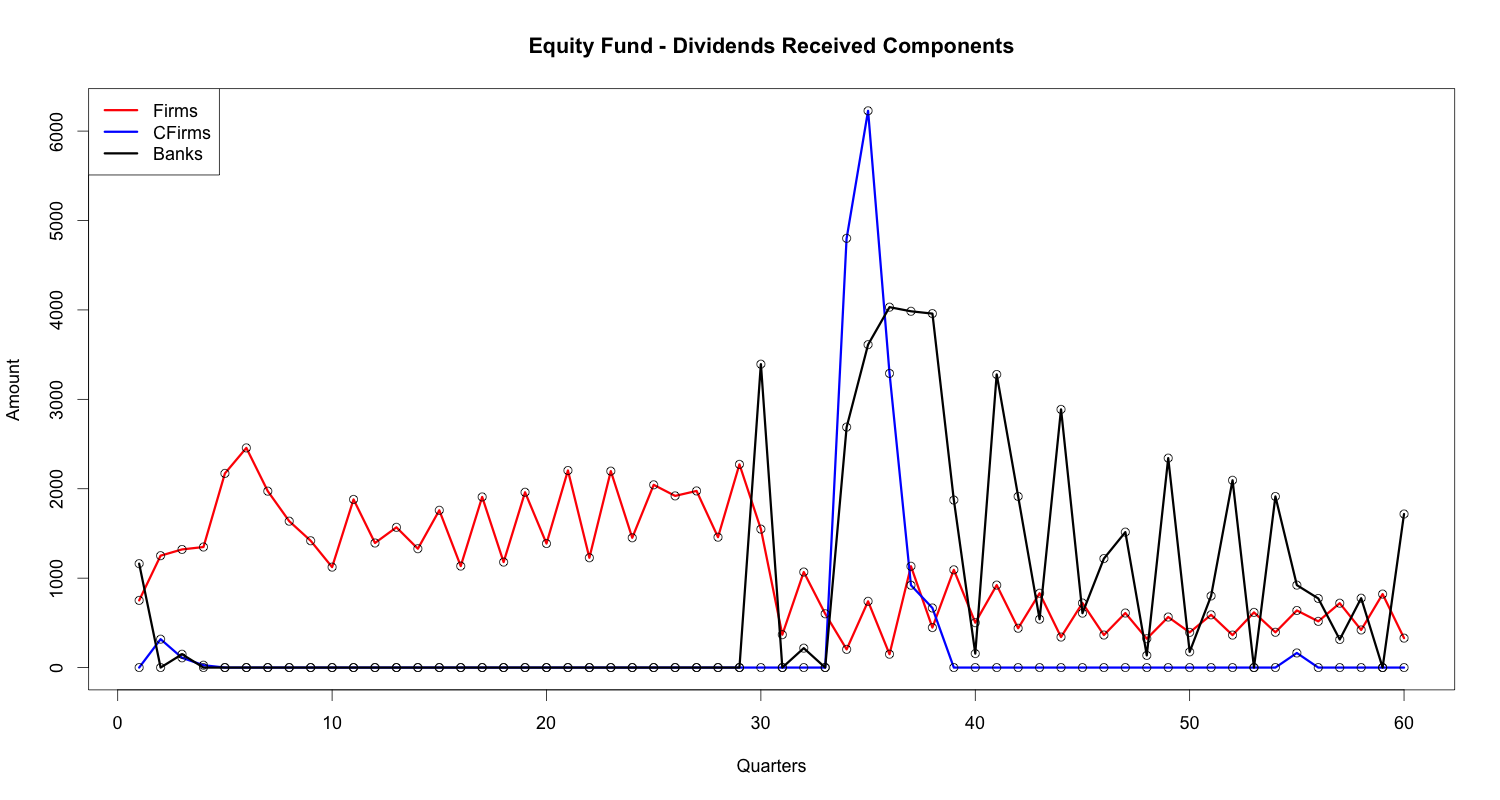 Equity Fund - Dividends Received Components
Firms
CFirms
Banks
Amount
6000
5000
4000
3000
2000
1000
0
0 10 20 30 40 50 60
Quarters